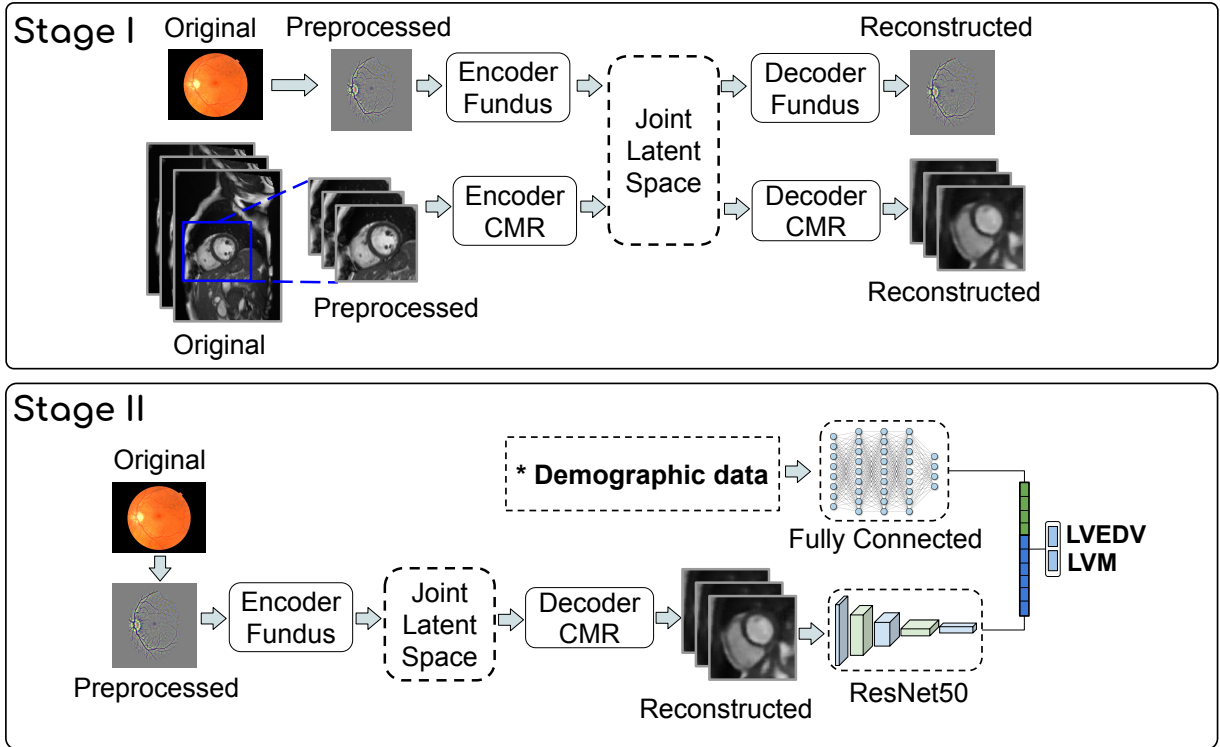 Stage I
Original
Preprocessed
Encoder
Fundus
Joint
Latent
Space
Decoder
Fundus
Reconstructed
Original
Preprocessed
Encoder
CMR
Decoder
CMR
Reconstructed
Stage II
Original
Preprocessed
Encoder
Fundus
Joint
Latent
Space
Decoder
CMR
Reconstructed
* Demographic data
Fully Connected
ResNet50
LVEDV
LVM